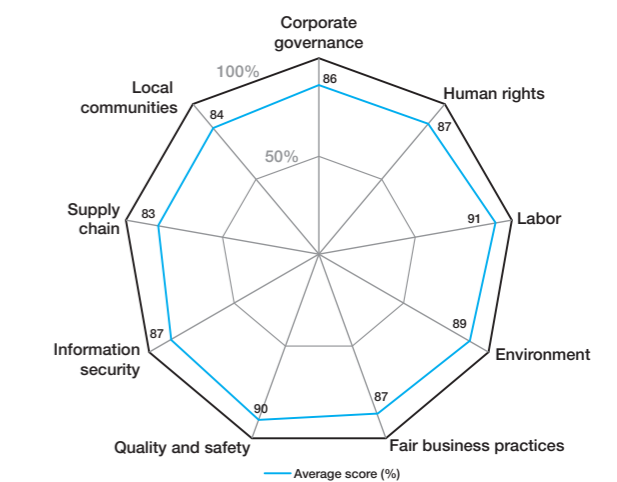 Corporate
governance
100%
86
Human rights
Local
communities
84
87
50%
Supply
chain
83
91
Labor
89
87
Information
security
Environment
87
90
Quality and safety
Fair business practices
Average score (%)